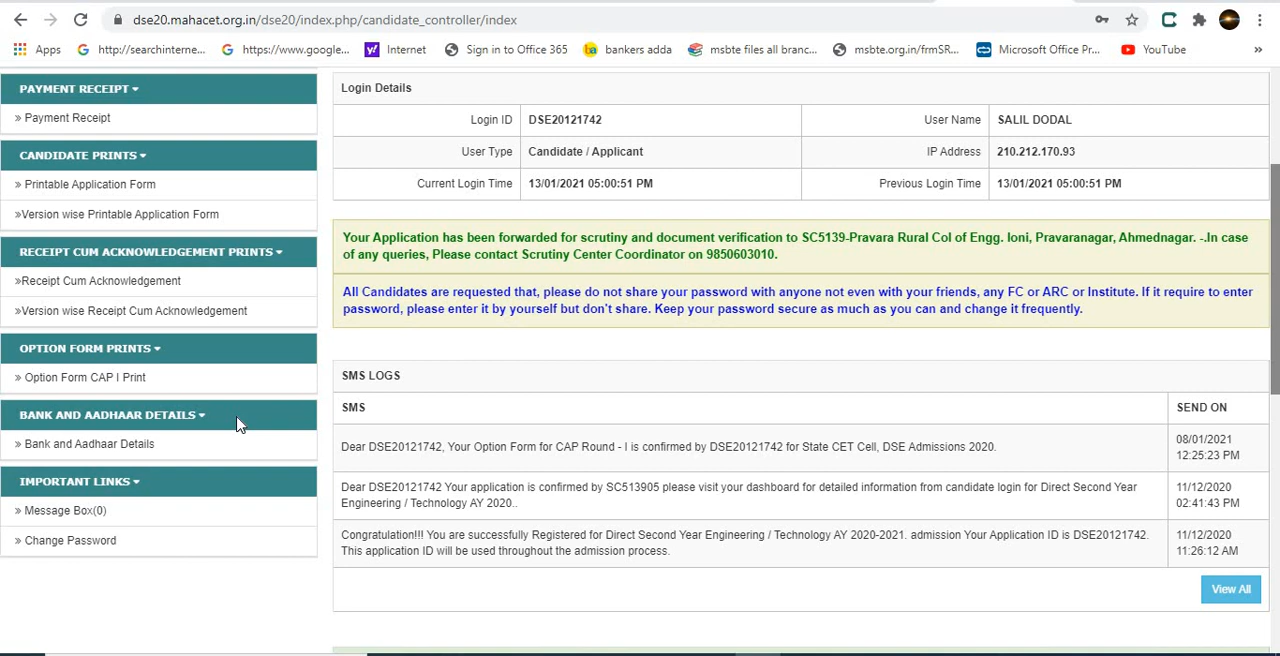 dse20.mahacet.org.in/dse20/index.php/candidate_controller/index
Apps
http://searchinterne...
https://www.google...
Internet
Sign in to Office 365
bankers adda
msbte files all branc...
msbte.org.in/frmSR...
Microsoft Office Pr...
YouTube
»
PAYMENT RECEIPT
» Payment Receipt
CANDIDATE PRINTS
» Printable Application Form
»Version wise Printable Application Form
RECEIPT CUM ACKNOWLEDGEMENT PRINTS
»Receipt Cum Acknowledgement
»Version wise Receipt Cum Acknowledgement
OPTION FORM PRINTS
» Option Form CAP I Print
BANK AND AADHAAR DETAILS
» Bank and Aadhaar Details
IMPORTANT LINKS
» Message Box(0)
» Change Password
Login Details
Login ID DSE20121742 User Name SALIL DODAL
User Type Candidate / Applicant IP Address 210.212.170.93
Current Login Time 13/01/2021 05:00:51 PM Previous Login Time 13/01/2021 05:00:51 PM
Your Application has been forwarded for scrutiny and document verification to SC5139-Pravara Rural Col of Engg. loni, Pravaranagar, Ahmednagar. -.In case
of any queries, Please contact Scrutiny Center Coordinator on 9850603010.
All Candidates are requested that, please do not share your password with anyone not even with your friends, any FC or ARC or Institute. If it require to enter
password, please enter it by yourself but don't share. Keep your password secure as much as you can and change it frequently.
SMS LOGS
SMS SEND ON
Dear DSE20121742, Your Option Form for CAP Round - I is confirmed by DSE20121742 for State CET Cell, DSE Admissions 2020.
08/01/2021
12:25:23 PM
Dear DSE20121742 Your application is confirmed by SC513905 please visit your dashboard for detailed information from candidate login for Direct Second Year
Engineering / Technology AY 2020..
11/12/2020
02:41:43 PM
Congratulation!!! You are successfully Registered for Direct Second Year Engineering / Technology AY 2020-2021. admission Your Application ID is DSE20121742.
This application ID will be used throughout the admission process.
11/12/2020
11:26:12 AM
View All